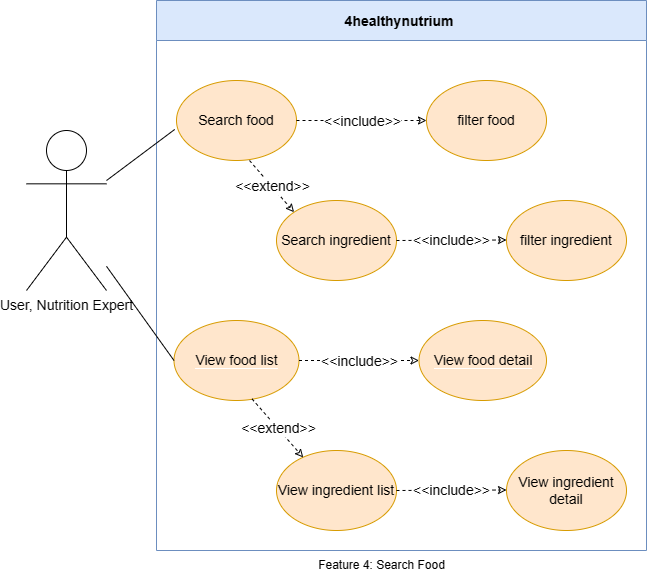 4healthynutrium
Search food
<<include>>
filter food
<<extend>>
Search ingredient
<<include>>
filter ingredient
User, Nutrition Expert
View food list
<<include>>
View food detail
<<extend>>
View ingredient list
<<include>>
View ingredient
detail
Feature 4: Search Food